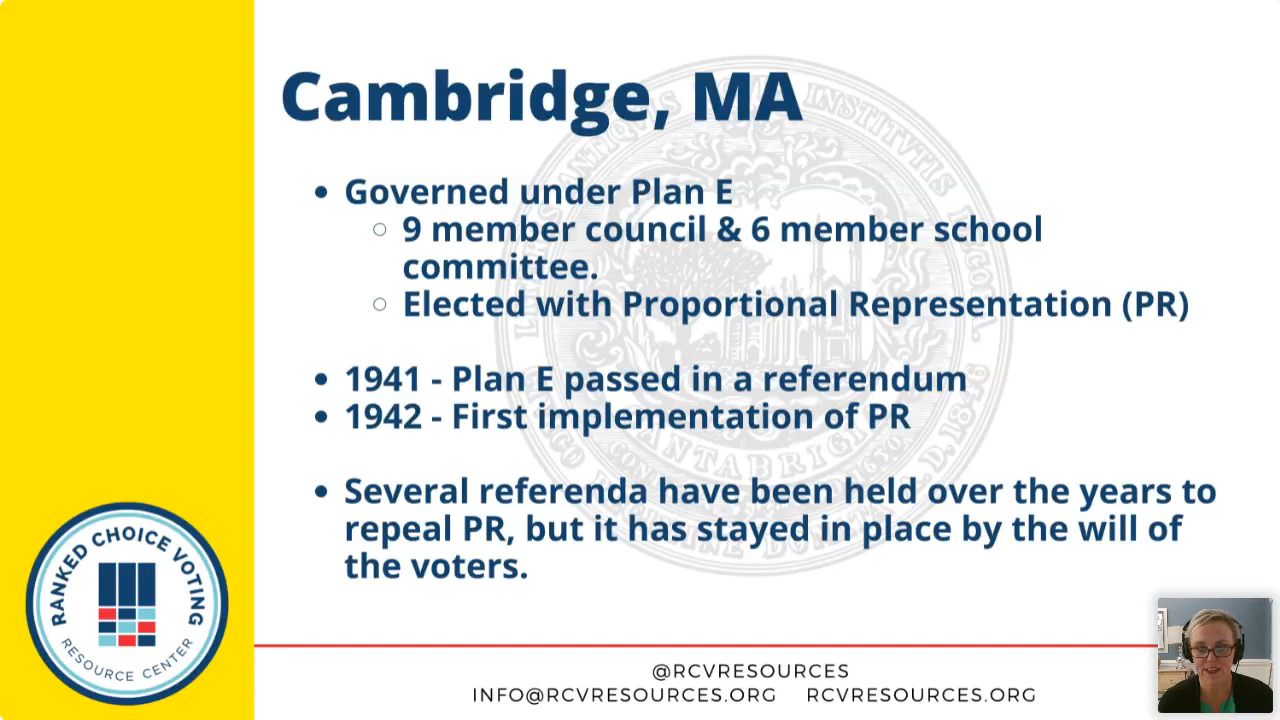 Cambridge, MA
• Governed under Plan E
○ 9 member council & 6 member school
committee.
○ Elected with Proportional Representation (PR)
• 1941 - Plan E passed in a referendum
• 1942 - First implementation of PR
• Several referenda have been held over the years to
repeal PR, but it has stayed in place by the will of
the voters.
RANKED CHOICE VOTING
RESOURCE CENTER
@RCVRESOURCES
INFO@RCVRESOURCES.ORG RCVRESOURCES.ORG